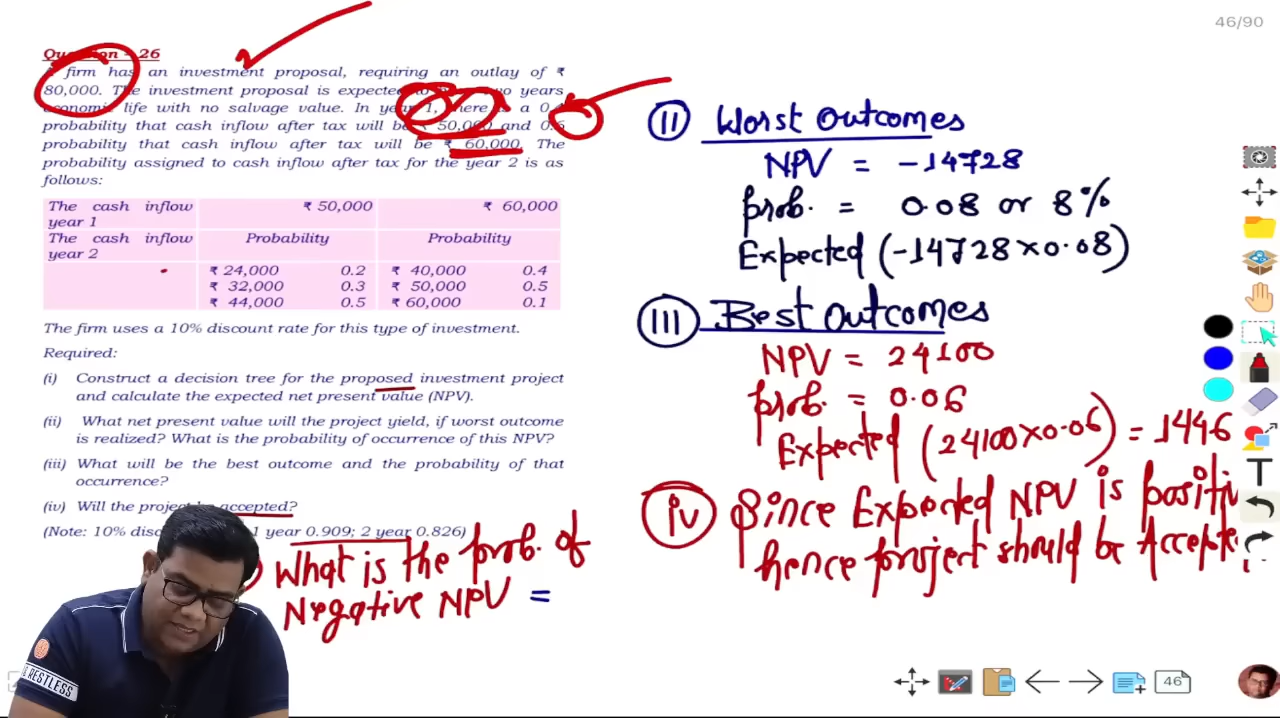 46/90
Question - 26
firm has an investment proposal, requiring an outlay of ₹
80,000. The investment proposal is expected to two years
economic life with no salvage value. In year 1, there is a 0.4
probability that cash inflow after tax will be ₹ 50,000 and 0.6
probability that cash inflow after tax will be ₹ 60,000. The
probability assigned to cash inflow after tax for the year 2 is as
follows:
The cash inflow year 1 ₹ 50,000 ₹ 60,000
The cash inflow year 2 Probability Probability
₹ 24,000 0.2 ₹ 40,000 0.4
₹ 32,000 0.3 ₹ 50,000 0.5
₹ 44,000 0.5 ₹ 60,000 0.1
The firm uses a 10% discount rate for this type of investment.
Required:
(i) Construct a decision tree for the proposed investment project
and calculate the expected net present value (NPV).
(ii) What net present value will the project yield, if worst outcome
is realized? What is the probability of occurrence of this NPV?
(iii) What will be the best outcome and the probability of that
occurrence?
(iv) Will the project be accepted?
(Note: 10% 1 year 0.909; 2 year 0.826)
What is the prob. of
Negative NPV =
II Worst Outcomes
NPV = -14728
prob. = 0.08 or 8%
Expected (-14728×0.08)
III Best Outcomes
NPV = 24100
prob. = 0.06
Expected (24100×0.06) = 1446
iv Since Expected NPV is
hence project should be
& RESTLESS
T
46